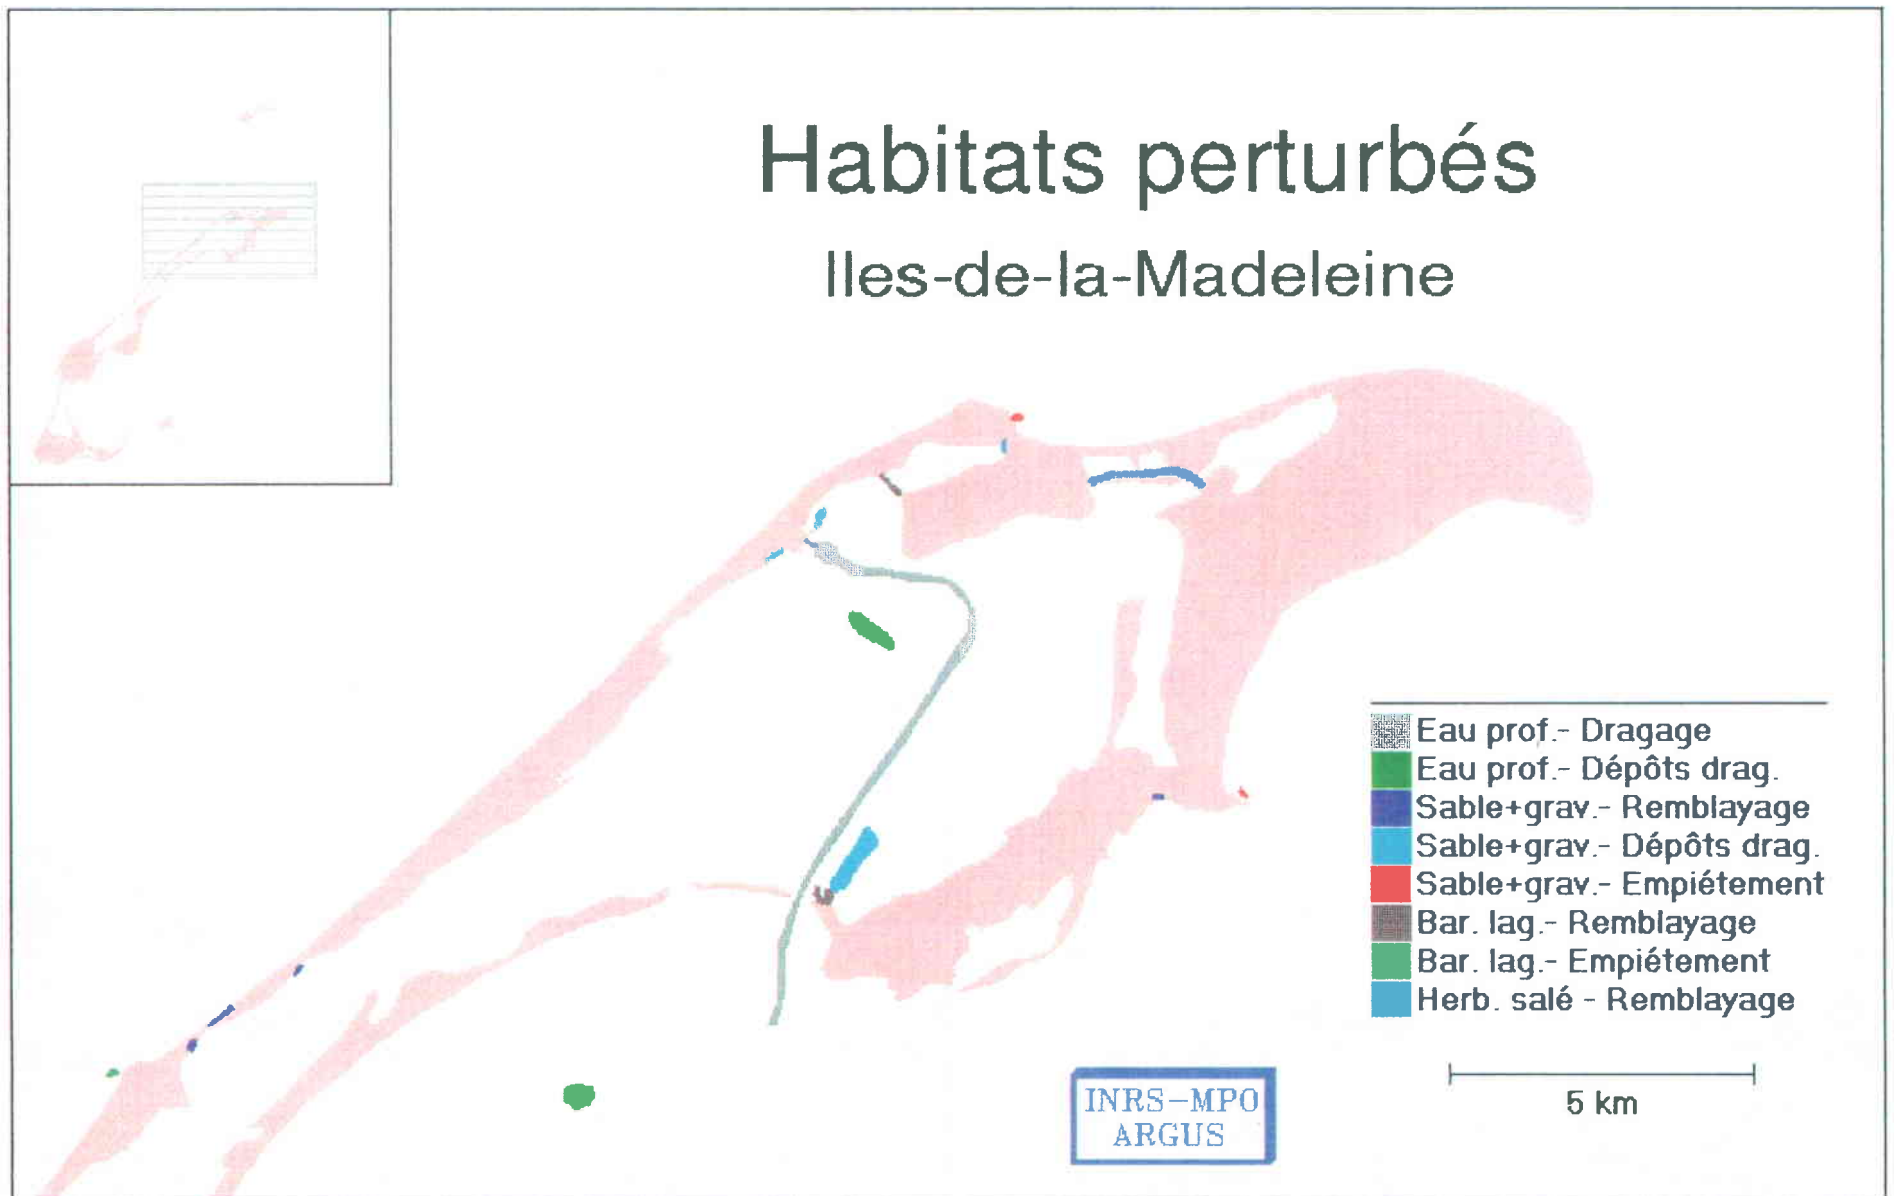 Habitats perturbés
Iles-de-la-Madeleine
Eau prof.- Dragage
Eau prof.- Dépôts drag.
Sable+grav.- Remblayage
Sable+grav.- Dépôts drag.
Sable+grav.- Empiétement
Bar. lag.- Remblayage
Bar. lag.- Empiétement
Herb. salé - Remblayage
5 km
INRS-MPO
ARGUS